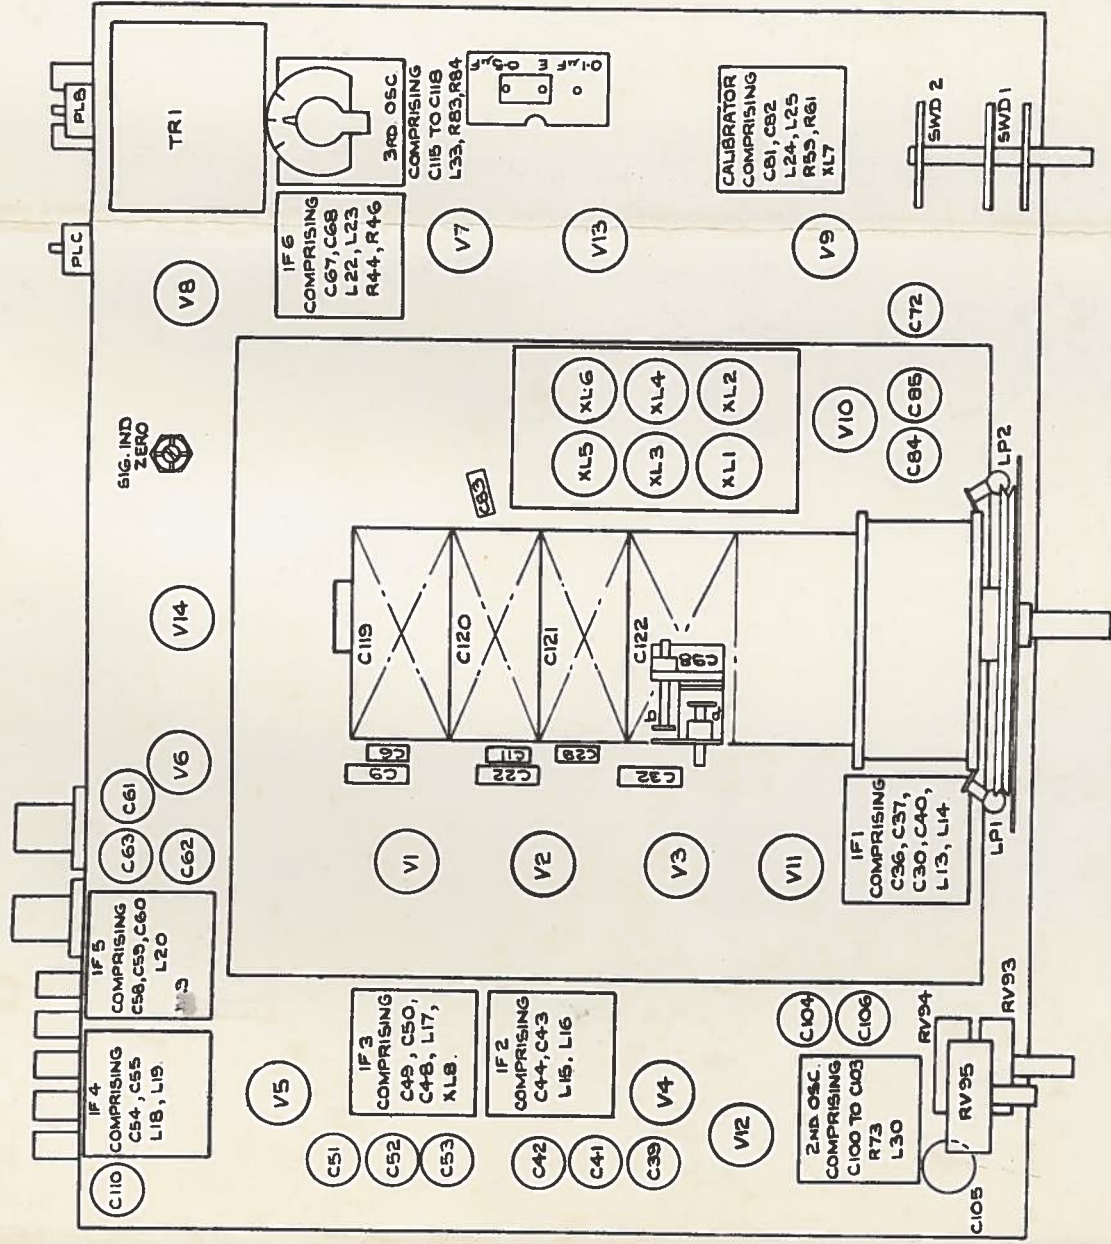 PLB
TR1
3RD. OSC
COMPRISING
C115 TO C118
L33, R83, R84
CALIBRATOR
COMPRISING
C81, C82
L24, L25
R59, R61
XL7
SWD 2
SWD 1
PLC
V8
IF 6
COMPRISING
C67, C68
L22, L23
R44, R46
V7
V13
V9
C72
SIG. IND
ZERO
C83
XL6
XL4
XL2
XL5
XL3
XL1
V10
C85
C84
LP2
V14
C119
C120
C121
C122
C98
b
a
V6
C61
C63
C62
C6
C9
C11
C22
C28
C32
V1
V2
V3
V11
IF 1
COMPRISING
C36, C37,
C30, C40,
L13, L14
LP1
IF 5
COMPRISING
C58, C59, C60
L20
IF 4
COMPRISING
C54, C55
L18, L19.
C110
V5
IF 3
COMPRISING
C49, C50,
C48, L17,
XL8.
IF 2
COMPRISING
C44, C43
L15, L16
C51
C52
C53
C42
C41
C39
V4
V12
C104
C106
2ND. OSC.
COMPRISING
C100 TO C103
R73
L30
RV94
RV93
RV95
C105